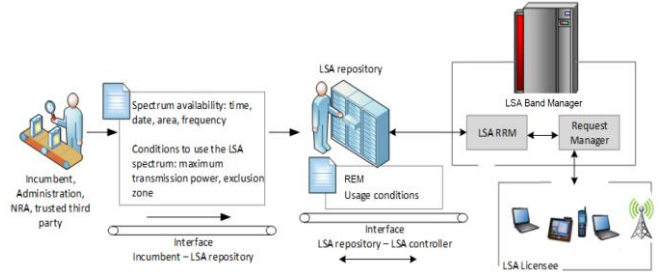 Incumbent,
Administration,
NRA, trusted third
party
Spectrum availability: time,
date, area, frequency
Conditions to use the LSA
spectrum: maximum
transmission power, exclusion
zone
Interface
Incumbent – LSA repository
LSA repository
REM
Usage conditions
Interface
LSA repository – LSA controller
LSA Band Manager
LSA RRM
Request
Manager
LSA Licensee